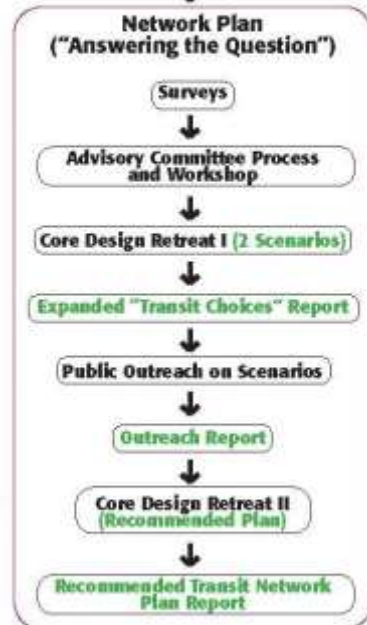 Network Plan
("Answering the Question")
Surveys
Advisory Committee Process
and Workshop
Core Design Retreat I (2 Scenarios)
Expanded "Transit Choices" Report
Public Outreach on Scenarios
Outreach Report
Core Design Retreat II
(Recommended Plan)
Recommended Transit Network
Plan Report